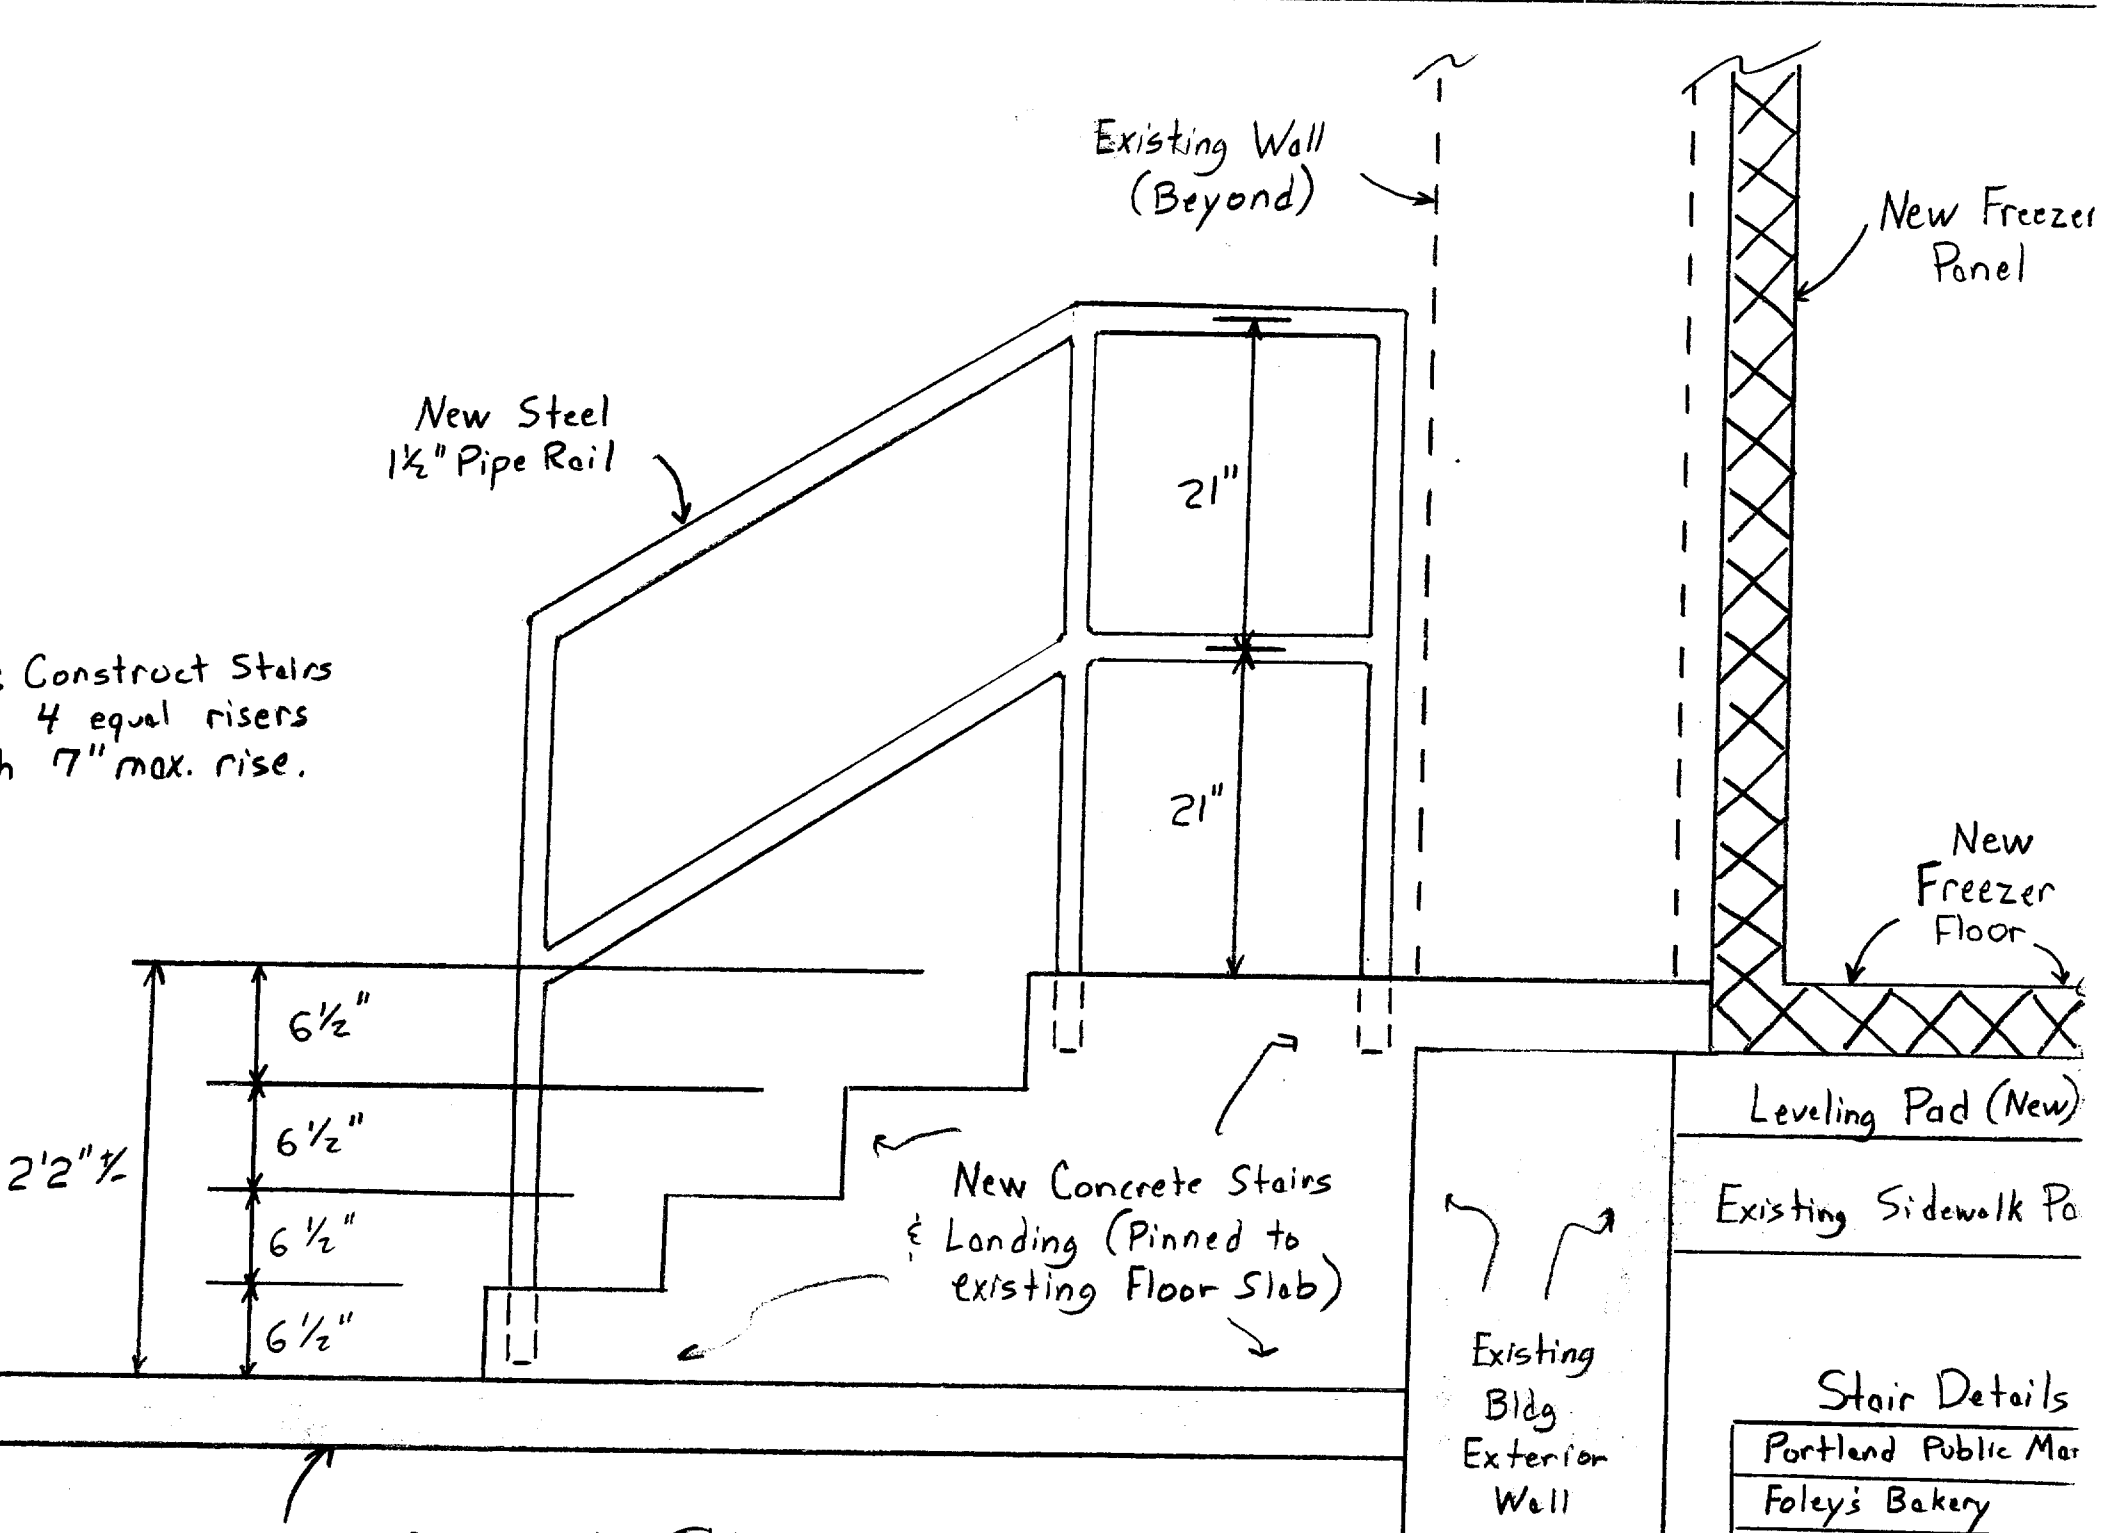 Existing Wall
(Beyond)
New Freezer
Panel
New Steel
1½" Pipe Rail
21"
: Construct Stairs
4 equal risers
7" max. rise.
21"
New
Freezer
Floor
6½"
6½"
2'2" +/-
6½"
6½"
New Concrete Stairs
& Landing (Pinned to
existing Floor Slab)
Leveling Pad (New)
Existing Sidewalk
Existing
Bldg
Exterior
Wall
Stair Details
Portland Public
Foley's Bakery